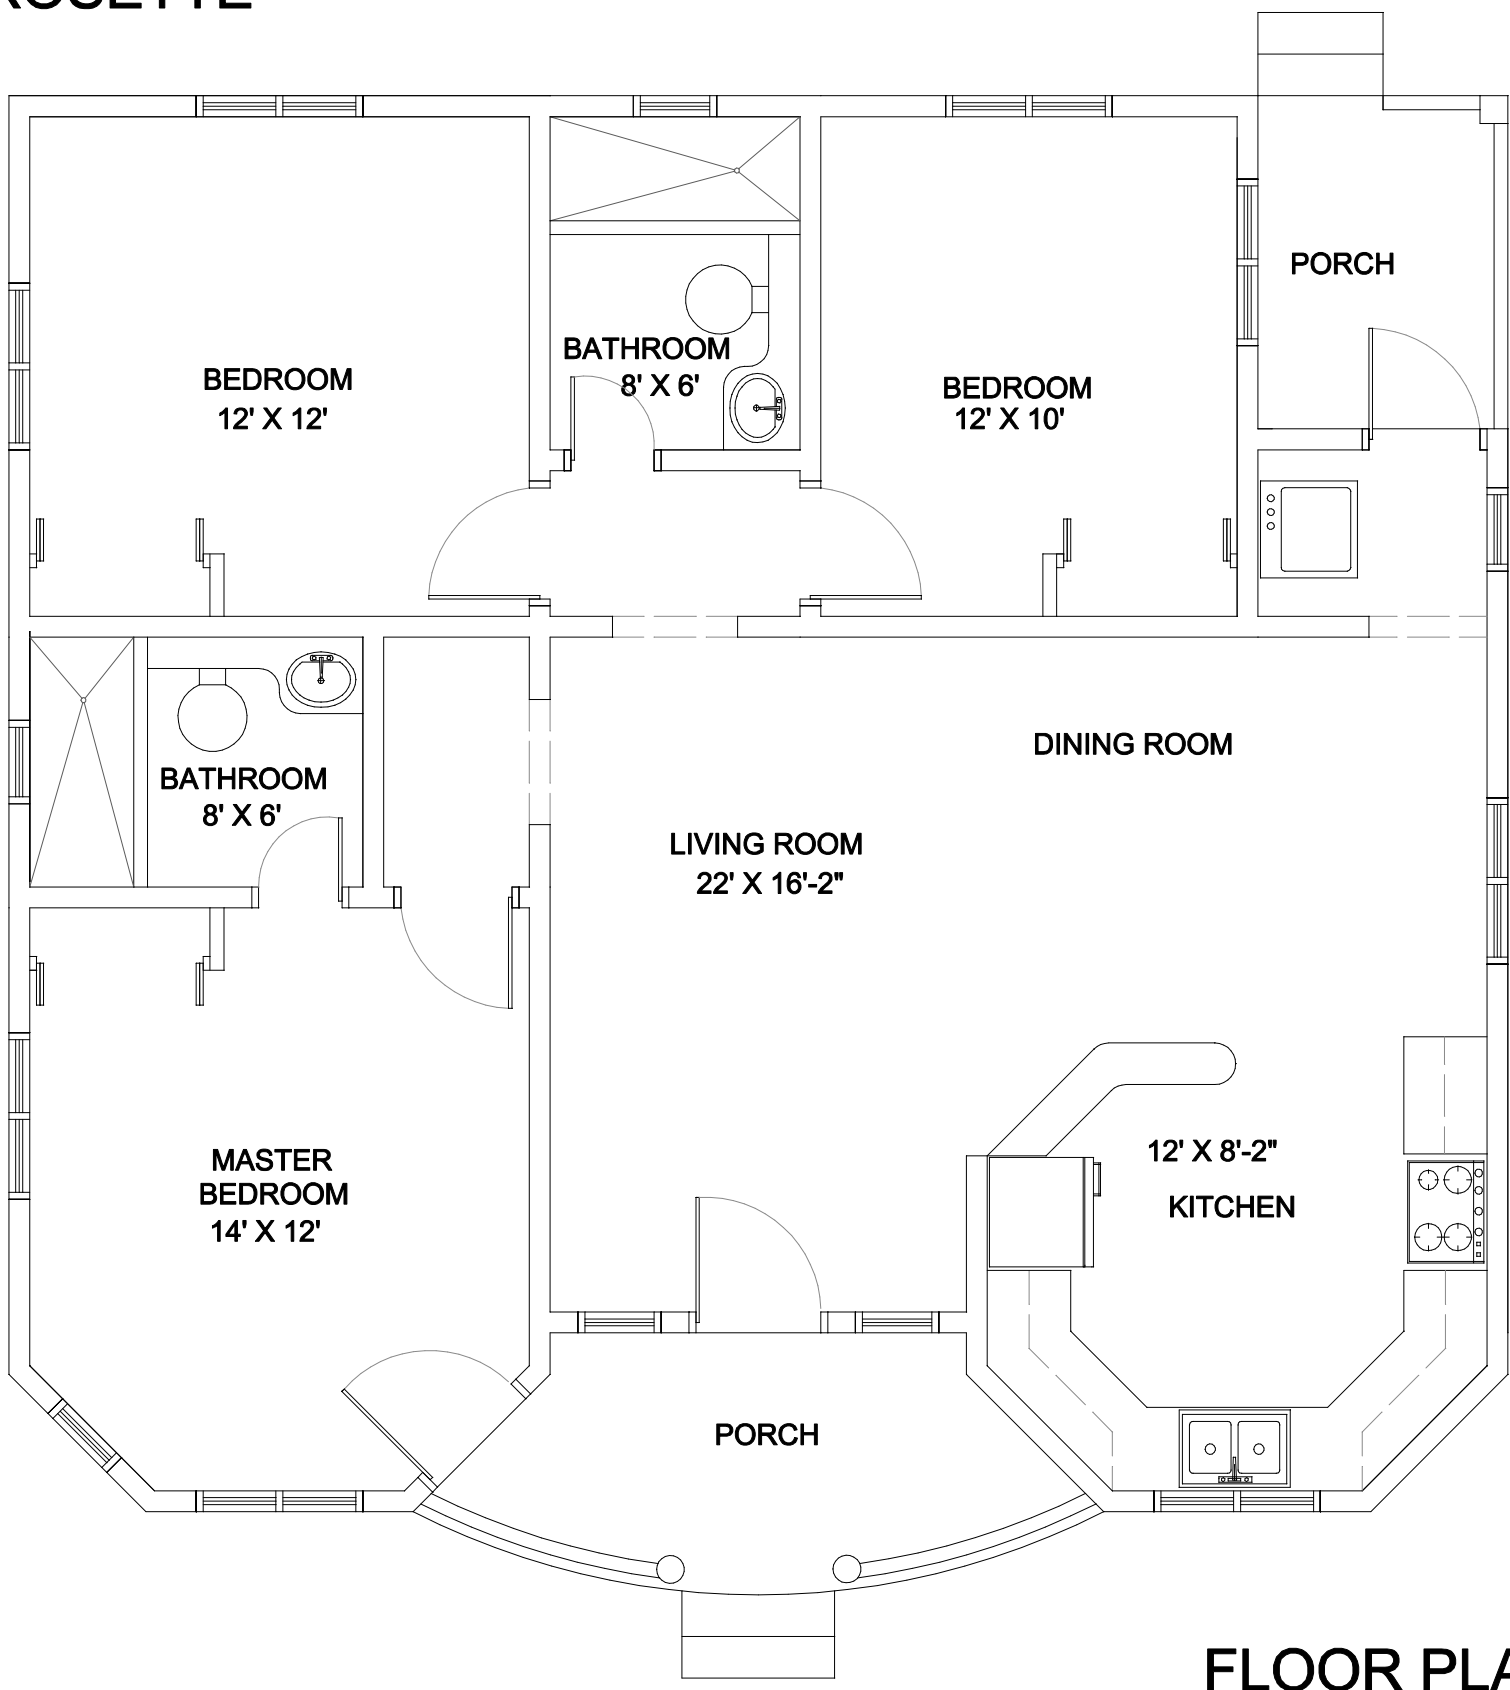 PORCH
BATHROOM
8' X 6'
BEDROOM
12' X 12'
BEDROOM
12' X 10'
DINING ROOM
BATHROOM
8' X 6'
LIVING ROOM
22' X 16'-2"
12' X 8'-2"
KITCHEN
MASTER
BEDROOM
14' X 12'
PORCH
FLOOR